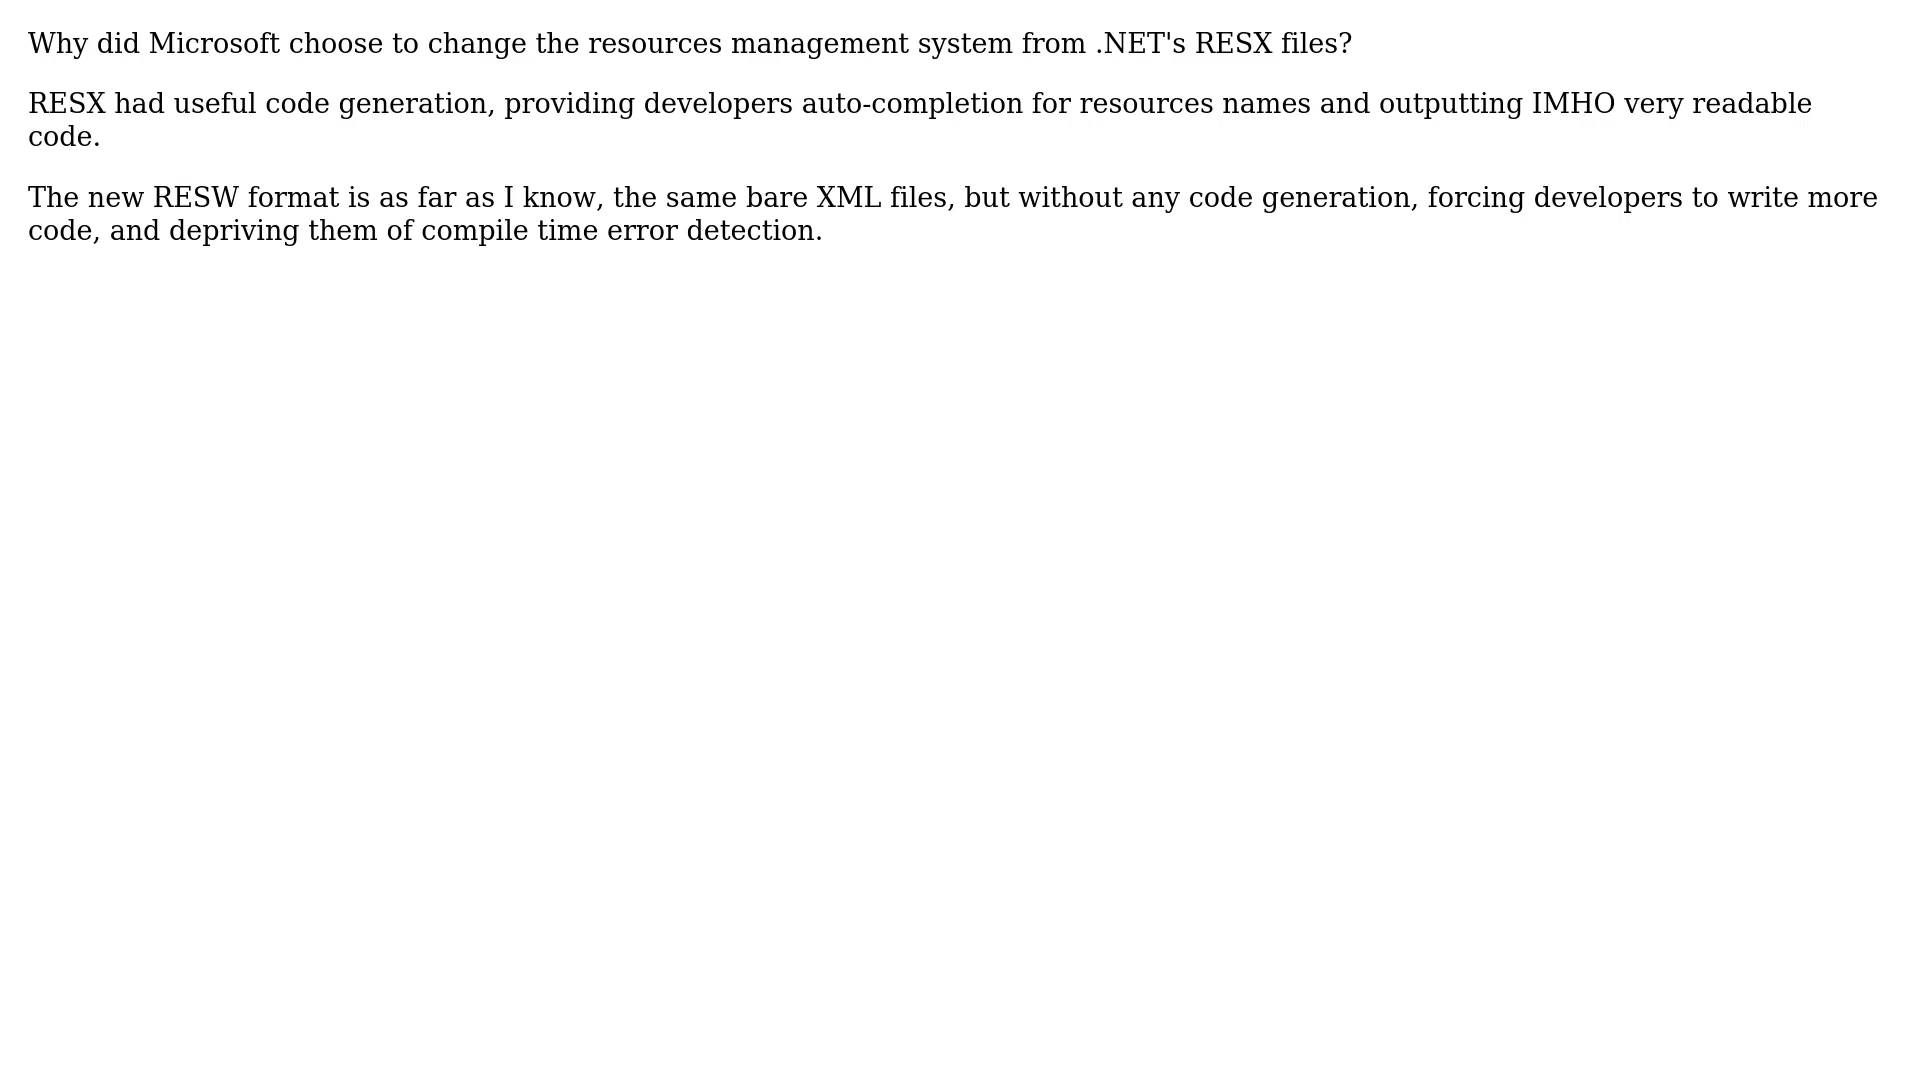 Why did Microsoft choose to change the resources management system from .NET's RESX files?
RESX had useful code generation, providing developers auto-completion for resources names and outputting IMHO very readable
code.
The new RESW format is as far as I know, the same bare XML files, but without any code generation, forcing developers to write more
code, and depriving them of compile time error detection.